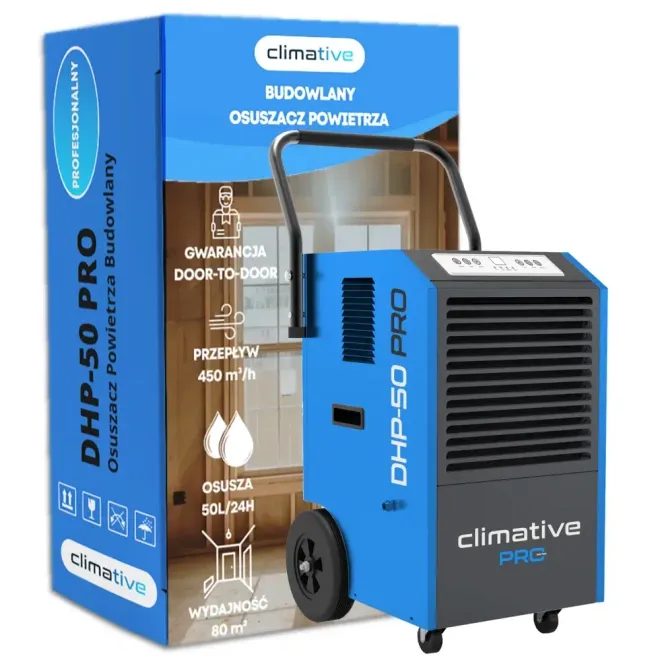 climative
BUDOWLANY
OSUSZACZ POWIETRZA
PROFESJONALNY
DHP-50 PRO
Osuszacz Powietrza Budowlany
GWARANCJA
DOOR-TO-DOOR
PRZEPŁYW
450 m³/h
OSUSZA
50L/24H
WYDAJNOŚĆ
80 m²
climative
DHP-50 PRO
climative
PRO